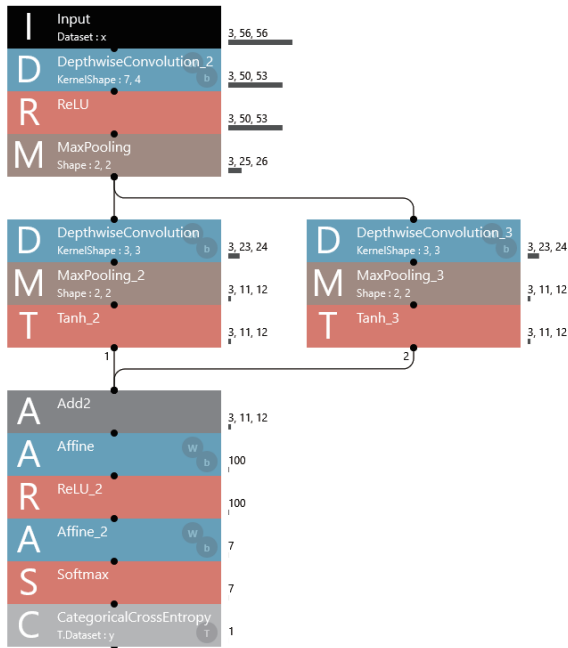 I Input 3, 56, 56
Dataset : x
D DepthwiseConvolution_2 W b 3, 50, 53
KernelShape : 7, 4
R ReLU 3, 50, 53
M MaxPooling 3, 25, 26
Shape : 2, 2
D DepthwiseConvolution W b 3, 23, 24
KernelShape : 3, 3
M MaxPooling_2 3, 11, 12
Shape : 2, 2
T Tanh_2 3, 11, 12
1
D DepthwiseConvolution_3 W b 3, 23, 24
KernelShape : 3, 3
M MaxPooling_3 3, 11, 12
Shape : 2, 2
T Tanh_3 3, 11, 12
2
A Add2 3, 11, 12
A Affine W b 100
R ReLU_2 100
A Affine_2 W b 7
S Softmax 7
C CategoricalCrossEntropy T 1
T.Dataset : y